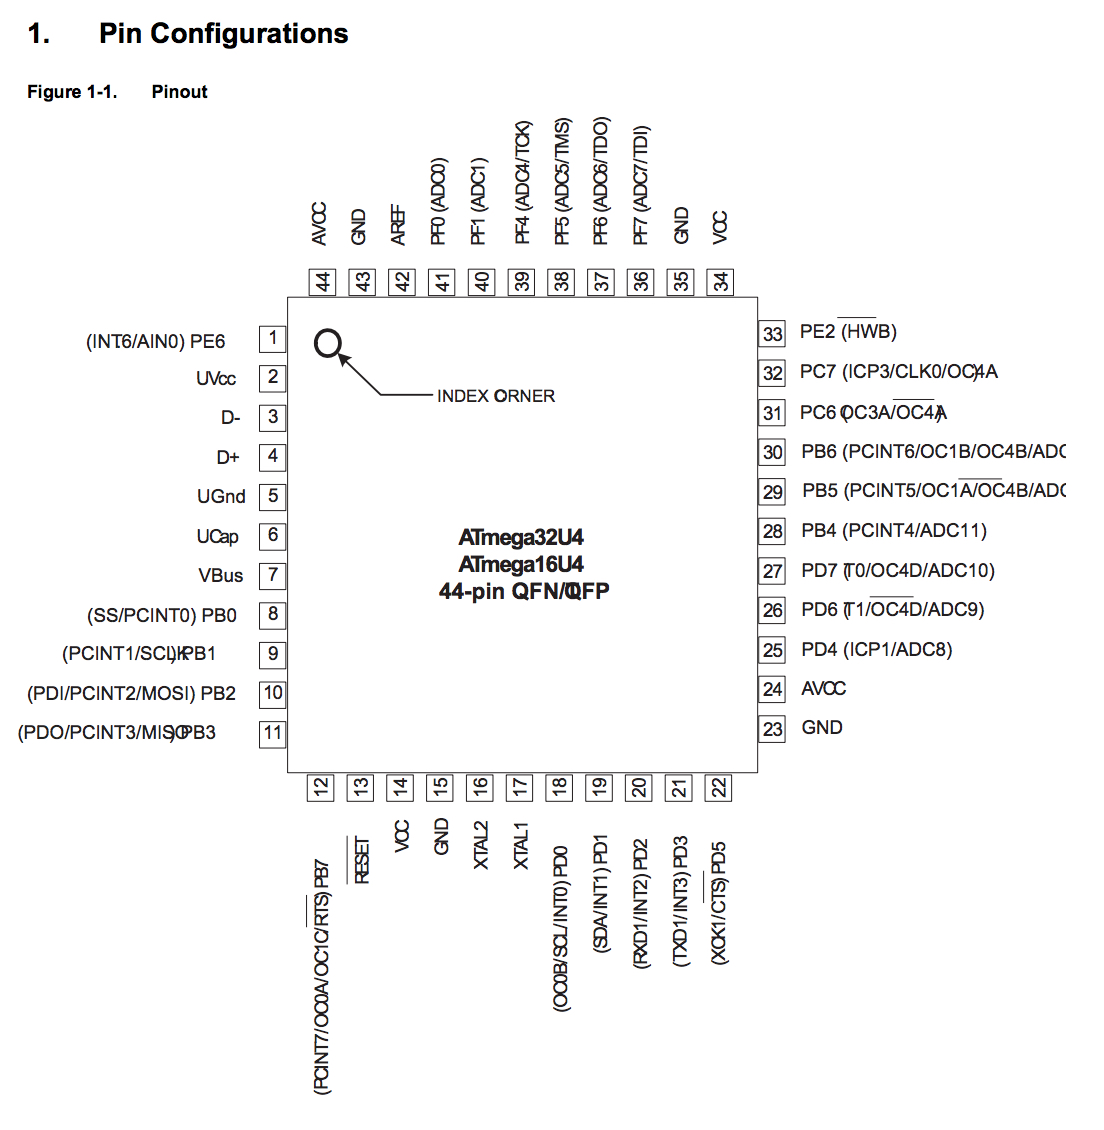 1. Pin Configurations
Figure 1-1. Pinout
AVCC
GND
AREF
PF0 (ADC0)
PF1 (ADC1)
PF4 (ADC4/TCK)
PF5 (ADC5/TMS)
PF6 (ADC6/TDO)
PF7 (ADC7/TDI)
GND
VCC
44 43 42 41 40 39 38 37 36 35 34
(INT6/AIN0) PE6 1
UVcc 2
D- 3
D+ 4
UGnd 5
UCap 6
VBus 7
(SS/PCINT0) PB0 8
(PCINT1/SCLK) PB1 9
(PDI/PCINT2/MOSI) PB2 10
(PDO/PCINT3/MISO) PB3 11
INDEX ORNER
ATmega32U4
ATmega16U4
44-pin QFN/TQFP
33 PE2 (HWB)
32 PC7 (ICP3/CLK0/OC4A)
31 PC6 (OC3A/OC4A)
30 PB6 (PCINT6/OC1B/OC4B/ADC
29 PB5 (PCINT5/OC1A/OC4B/ADC
28 PB4 (PCINT4/ADC11)
27 PD7 (T0/OC4D/ADC10)
26 PD6 (T1/OC4D/ADC9)
25 PD4 (ICP1/ADC8)
24 AVCC
23 GND
12 13 14 15 16 17 18 19 20 21 22
(PCINT7/OC0A/OC1C/RTS) PB7
RESET
VCC
GND
XTAL2
XTAL1
(OC0B/SCL/INT0) PD0
(SDA/INT1) PD1
(RXD1/INT2) PD2
(TXD1/INT3) PD3
(XCK1/CTS) PD5